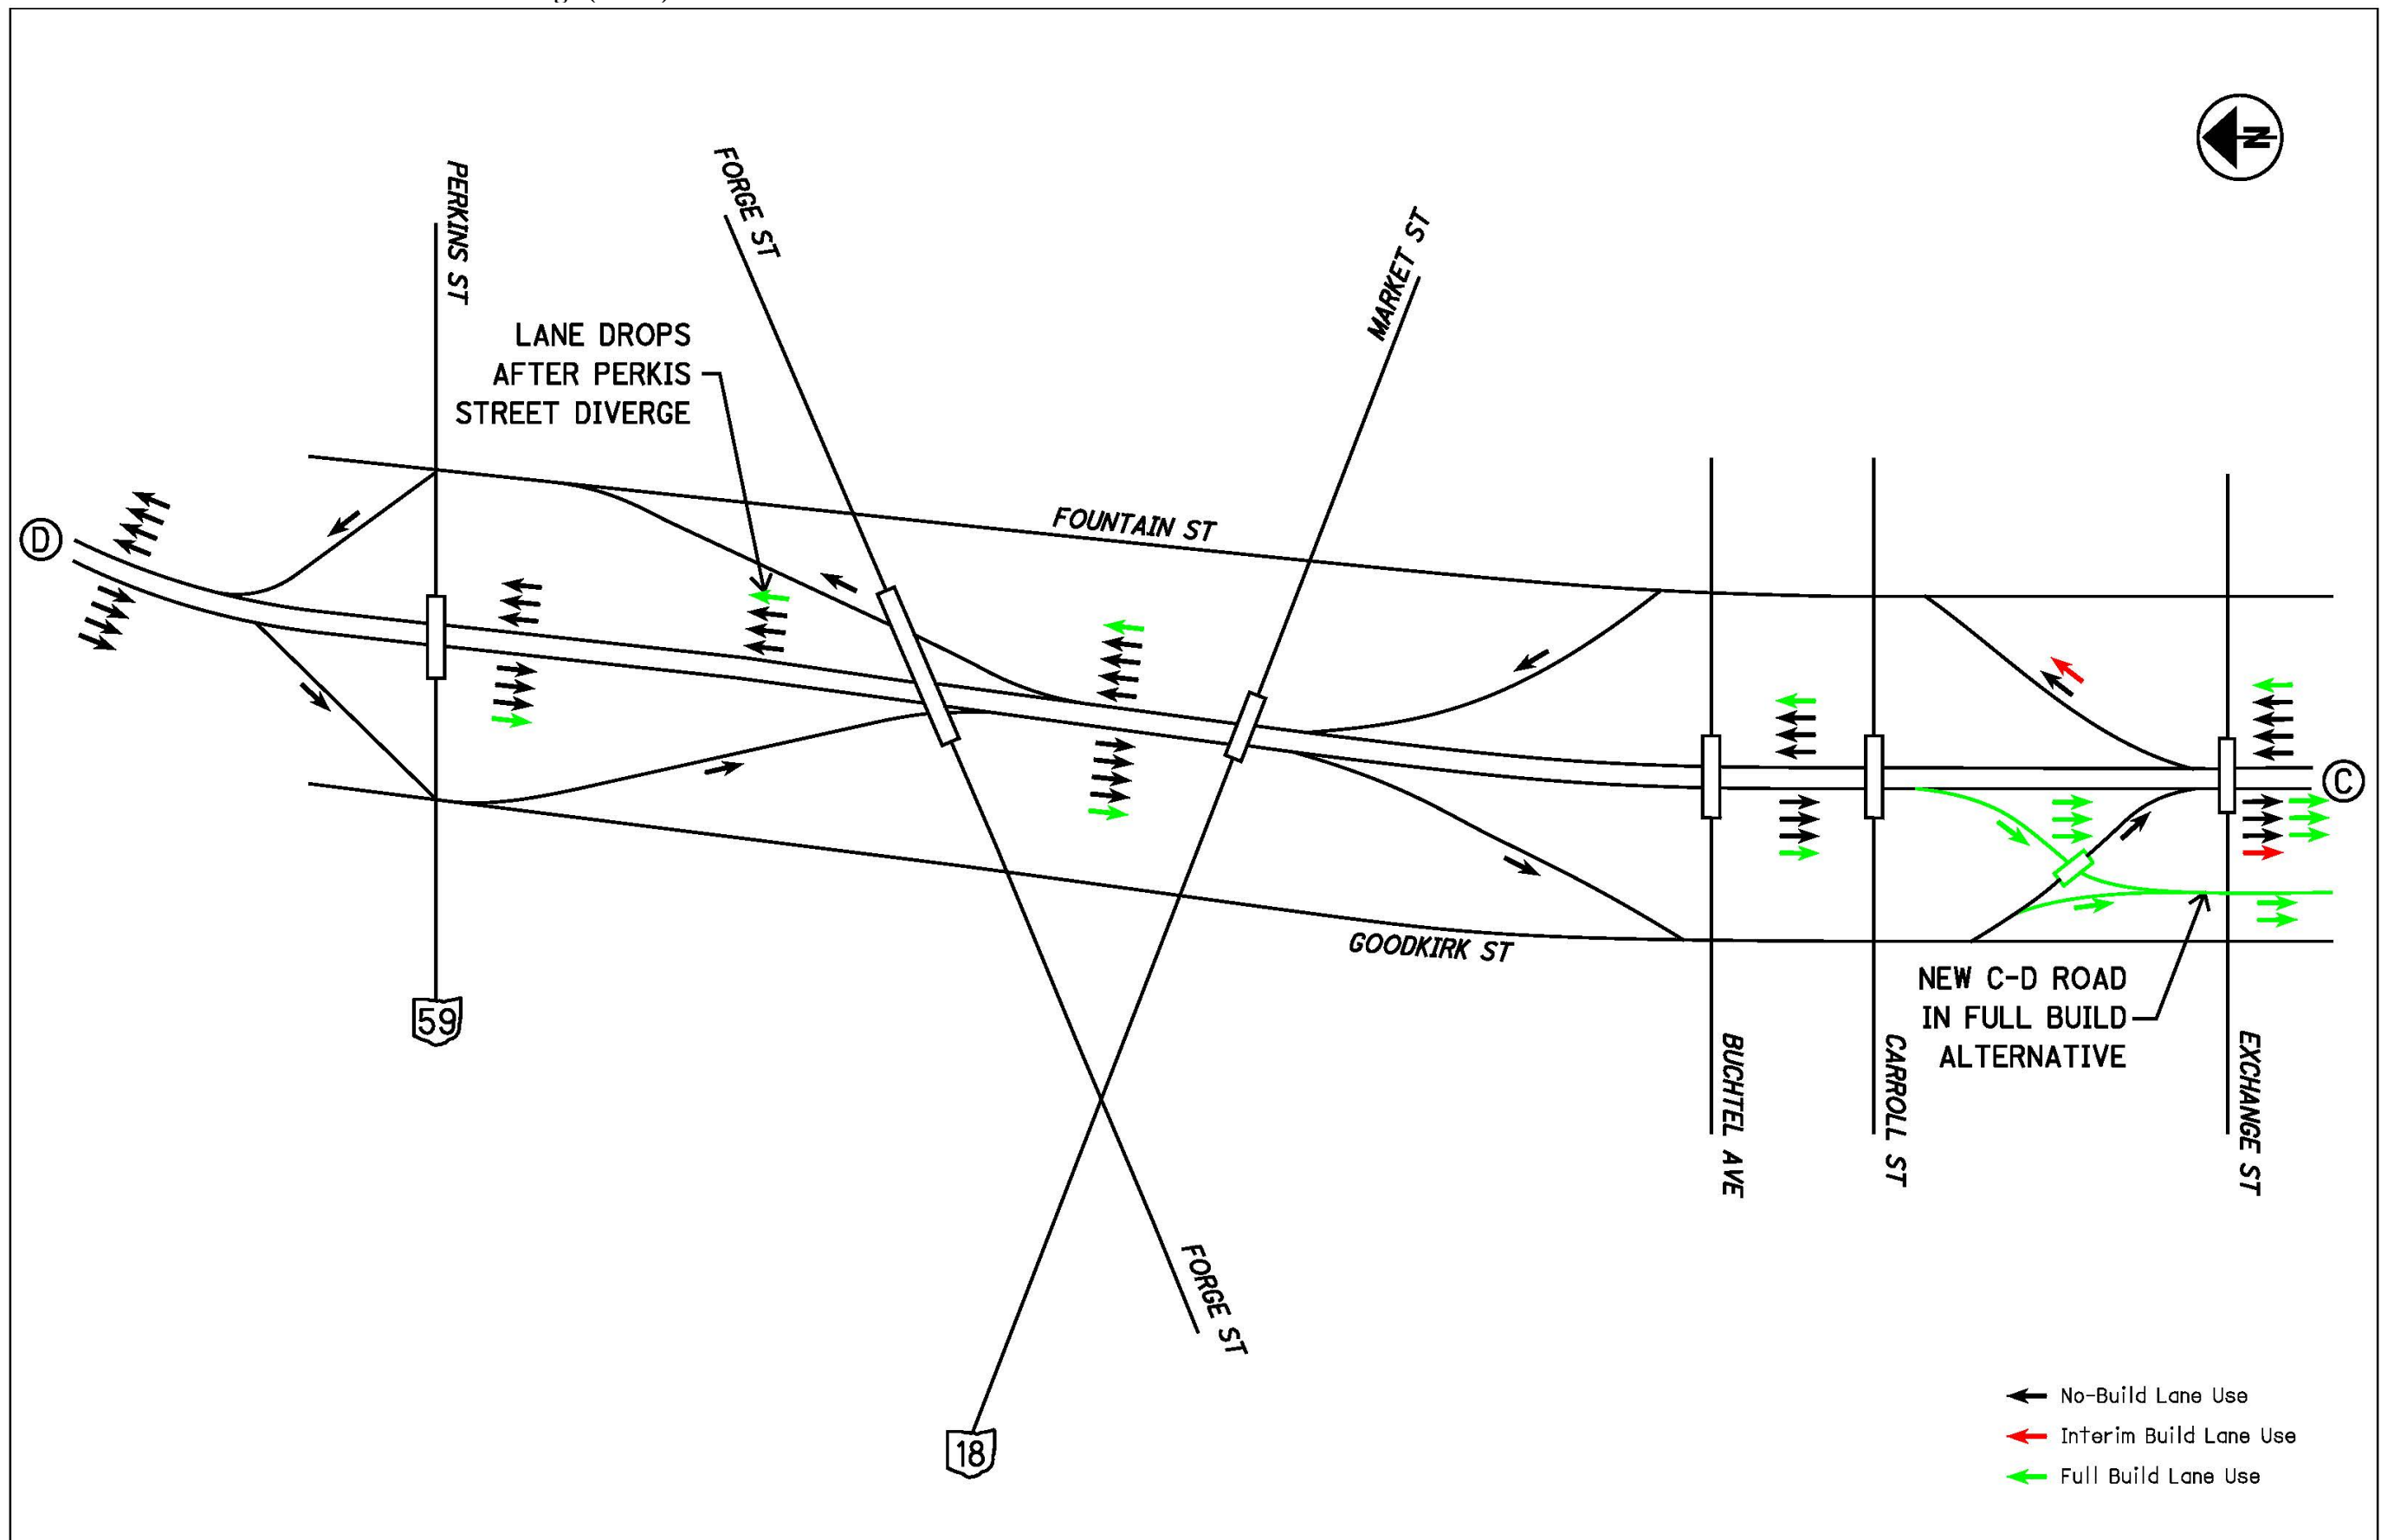 N
PERKINS ST
FORGE ST
MARKET ST
LANE DROPS
AFTER PERKIS
STREET DIVERGE
FOUNTAIN ST
D
C
GOODKIRK ST
NEW C-D ROAD
IN FULL BUILD
ALTERNATIVE
59
BUCHTEL AVE
CARROLL ST
EXCHANGE ST
FORGE ST
18
No-Build Lane Use
Interim Build Lane Use
Full Build Lane Use